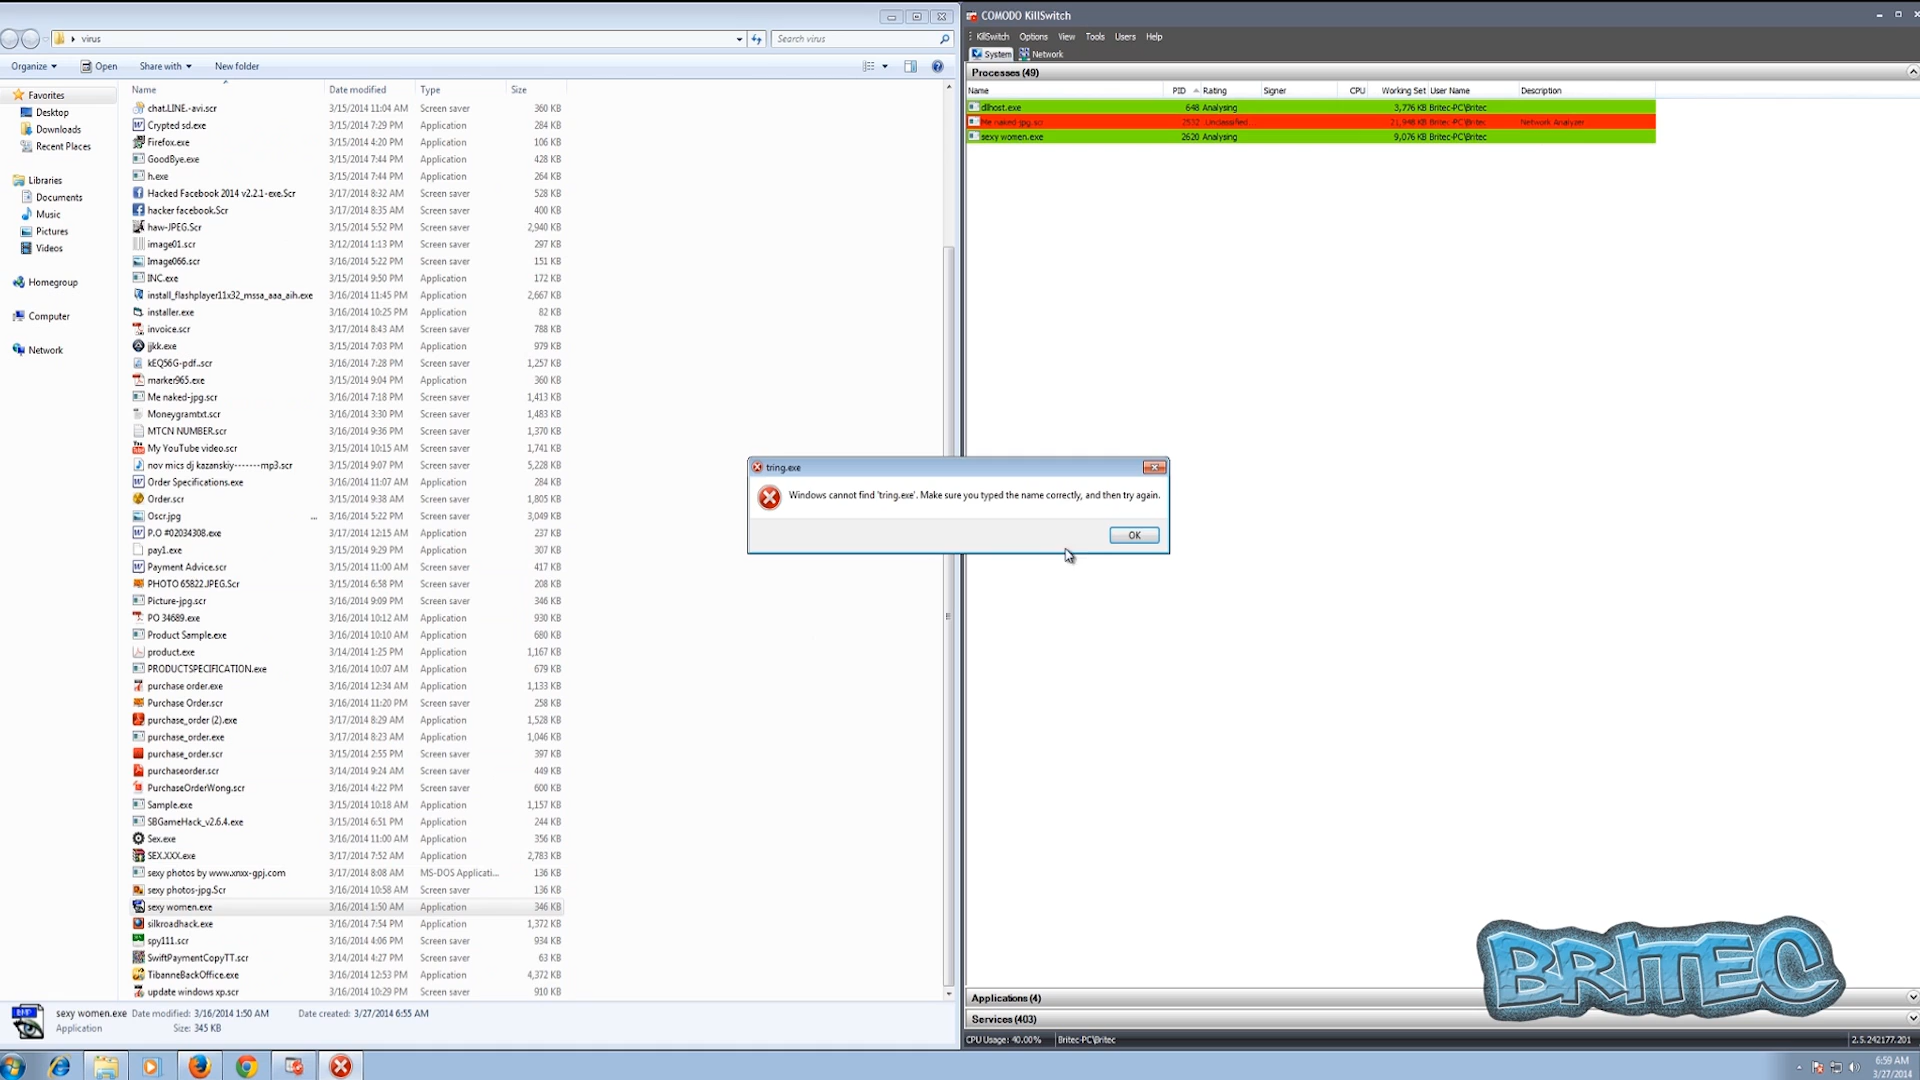 virus
Search virus
Organize Open Share with New folder
Name Date modified Type Size
Favorites
Desktop
Downloads
Recent Places
Libraries
Documents
Music
Pictures
Videos
Homegroup
Computer
Network
chat.LINE.-avi.scr 3/15/2014 11:04 AM Screen saver 360 KB
Crypted sd.exe 3/15/2014 7:29 PM Screen saver 284 KB
Firefox.exe 3/15/2014 4:20 PM Screen saver 106 KB
GoodBye.exe 3/15/2014 7:44 PM Screen saver 428 KB
h.exe 3/15/2014 7:44 PM Screen saver 264 KB
Hacked Facebook 2014 v2.2.1-exe.Scr 3/17/2014 8:32 AM Screen saver 528 KB
hacker facebook.Scr 3/17/2014 8:35 AM Screen saver 400 KB
haw-JPEG.Scr 3/15/2014 5:52 PM Screen saver 2,940 KB
image01.scr 3/12/2014 1:13 PM Screen saver 297 KB
Image066.scr 3/16/2014 5:22 PM Screen saver 151 KB
INC.exe 3/15/2014 9:50 PM Application 172 KB
install_flashplayer11x32_mssa_aaa_aih.exe 3/16/2014 11:45 PM Application 2,667 KB
installer.exe 3/16/2014 10:25 PM Application 82 KB
invoice.scr 3/17/2014 8:43 AM Screen saver 788 KB
jjkk.exe 3/15/2014 7:03 PM Application 979 KB
kEQ56G-pdf..scr 3/16/2014 7:28 PM Screen saver 1,257 KB
marker965.exe 3/15/2014 9:04 PM Application 360 KB
Me naked-jpg.scr 3/16/2014 7:18 PM Screen saver 1,413 KB
Moneygramtxt.scr 3/16/2014 3:30 PM Screen saver 1,483 KB
MTCN NUMBER.scr 3/16/2014 9:36 PM Screen saver 1,370 KB
My YouTube video.scr 3/15/2014 10:15 AM Screen saver 1,741 KB
nov mics dj kazanskiy-------mp3.scr 3/15/2014 9:07 PM Screen saver 5,228 KB
Order Specifications.exe 3/16/2014 11:07 AM Application 284 KB
Order.scr 3/15/2014 9:38 AM Screen saver 1,805 KB
Oscr.jpg ... 3/16/2014 5:22 PM Screen saver 3,049 KB
P.O #02034308.exe 3/17/2014 12:15 AM Application 237 KB
pay1.exe 3/15/2014 9:29 PM Application 307 KB
Payment Advice.scr 3/15/2014 11:00 AM Screen saver 417 KB
PHOTO 65822.JPEG.Scr 3/15/2014 6:58 PM Screen saver 208 KB
Picture-jpg.scr 3/16/2014 9:09 PM Screen saver 346 KB
PO 34689.exe 3/16/2014 10:12 AM Application 930 KB
Product Sample.exe 3/16/2014 10:10 AM Application 680 KB
product.exe 3/14/2014 1:25 PM Application 1,167 KB
PRODUCTSPECIFICATION.exe 3/16/2014 10:07 AM Application 679 KB
purchase order.exe 3/16/2014 12:34 AM Application 1,133 KB
Purchase Order.scr 3/16/2014 11:20 PM Screen saver 258 KB
purchase_order (2).exe 3/17/2014 8:29 AM Application 1,528 KB
purchase_order.exe 3/17/2014 8:23 AM Application 1,046 KB
purchase_order.scr 3/15/2014 2:55 PM Screen saver 397 KB
purchaseorder.scr 3/14/2014 9:24 AM Screen saver 449 KB
PurchaseOrderWong.scr 3/16/2014 4:22 PM Screen saver 600 KB
Sample.exe 3/15/2014 10:18 AM Application 1,157 KB
SBGameHack_v2.6.4.exe 3/15/2014 6:51 PM Application 244 KB
Sex.exe 3/16/2014 11:00 AM Application 356 KB
SEX.XXX.exe 3/17/2014 7:52 AM Application 2,783 KB
sexy photos by www.xnxx-gpj.com 3/17/2014 8:08 AM MS-DOS Applicati... 136 KB
sexy photos-jpg.Scr 3/16/2014 10:58 AM Screen saver 136 KB
sexy women.exe 3/16/2014 1:50 AM Application 346 KB
silkroadhack.exe 3/16/2014 7:54 PM Application 1,372 KB
spy111.scr 3/16/2014 4:06 PM Screen saver 934 KB
SwiftPaymentCopyTT.scr 3/14/2014 4:27 PM Screen saver 63 KB
TibanneBackOffice.exe 3/16/2014 12:53 PM Application 4,372 KB
update windows xp.scr 3/16/2014 10:29 PM Screen saver 910 KB
sexy women.exe Date modified: 3/16/2014 1:50 AM Date created: 3/27/2014 6:55 AM
Application Size: 345 KB
BMP
COMODO KillSwitch
KillSwitch Options View Tools Users Help
System Network
Processes (49)
Name PID Rating Signer CPU Working Set User Name Description
dllhost.exe 648 Analysing 3,776 KB Britec-PC\Britec
Me naked-jpg.scr 2532 Unclassified 21,948 KB Britec-PC\Britec Network Analyzer
sexy women.exe 2620 Analysing 9,076 KB Britec-PC\Britec
tring.exe
Windows cannot find 'tring.exe'. Make sure you typed the name correctly, and then try again.
OK
BRITEC
Applications (4)
Services (403)
CPU Usage: 40.00% Britec-PC\Britec 2.5.242177.201
6:59 AM
3/27/2014